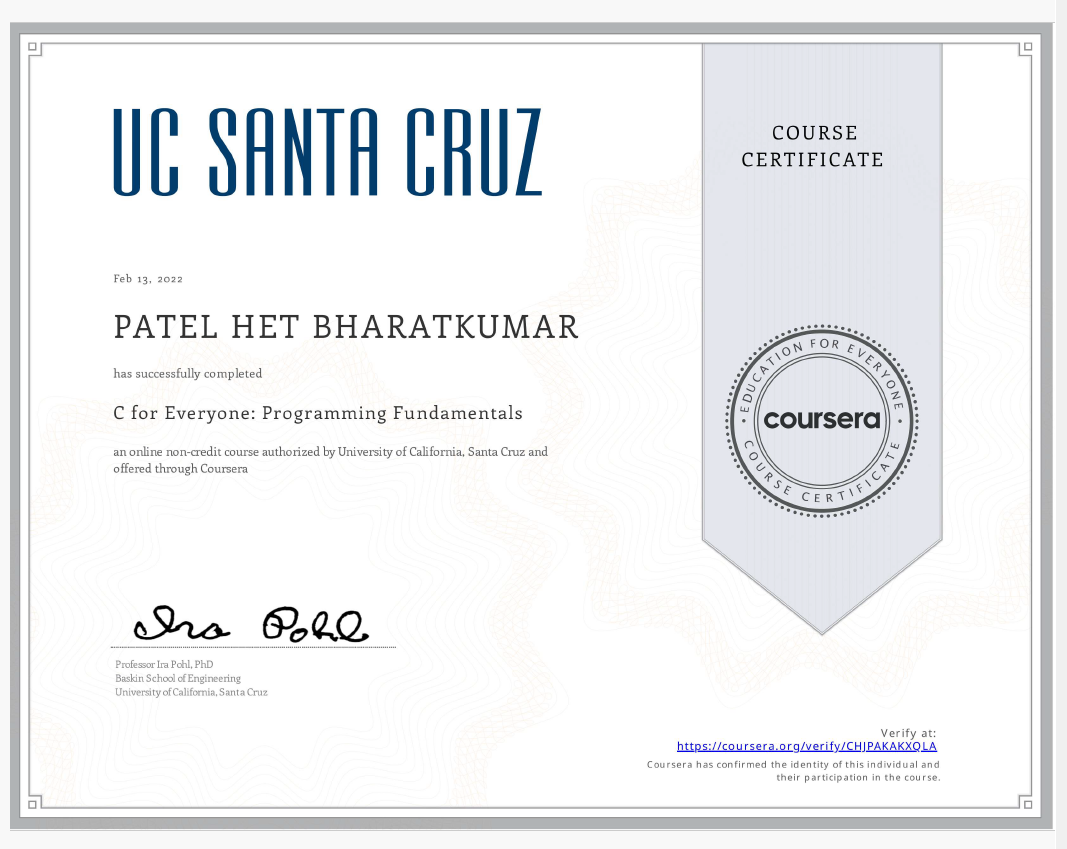 UC SANTA CRUZ
COURSE
CERTIFICATE
Feb 13, 2022
PATEL HET BHARATKUMAR
has successfully completed
C for Everyone: Programming Fundamentals
an online non-credit course authorized by University of California, Santa Cruz and
offered through Coursera
EDUCATION FOR EVERYONE
coursera
COURSE CERTIFICATE
Ira Pohl
Professor Ira Pohl, PhD
Baskin School of Engineering
University of California, Santa Cruz
Verify at:
https://coursera.org/verify/CHJPAKAKXQLA
Coursera has confirmed the identity of this individual and
their participation in the course.